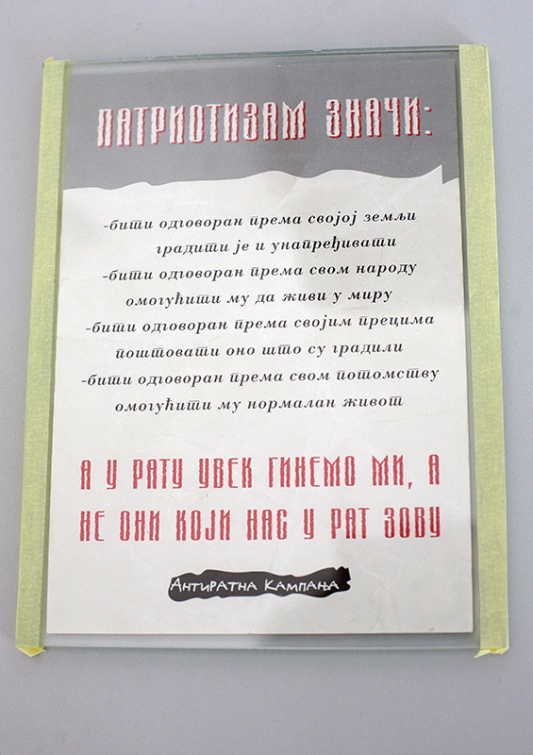 ПАТРИОТИЗАМ ЗНАЧИ:
-бити одговоран према својој земљи
градити је и унапређивати
-бити одговоран према свом народу
омогућити му да живи у миру
-бити одговоран према својим прецима
поштовати оно што су градили
-бити одговоран према свом потомству
омогућити му нормалан живот
А У РАТУ УВЕК ГИНЕМО МИ, А
НЕ ОНИ КОЈИ НАС У РАТ ЗОВУ
Антиратна Кампања